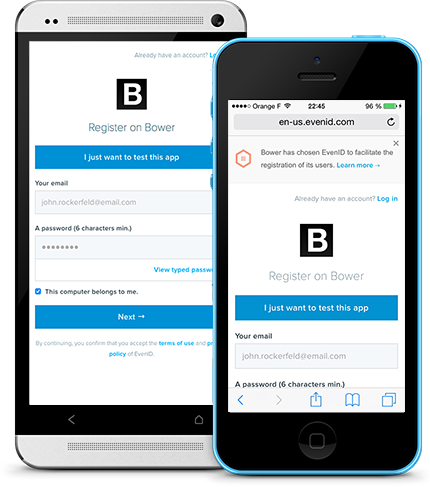 Already have an account?
B
Register on Bower
I just want to test this app
Your email
john.rockerfeld@email.com
A password (6 characters min.)
View typed
This computer belongs to me.
Next →
By continuing, you confirm that you accept the terms of use and
policy of EvenID.
Orange F
22:45
96 %
en-us.evenid.com
Bower has chosen EvenID to facilitate the
registration of its users. Learn more →
Already have an account? Log in
B
Register on Bower
I just want to test this app
Your email
john.rockerfeld@email.com
A password (6 characters min.)